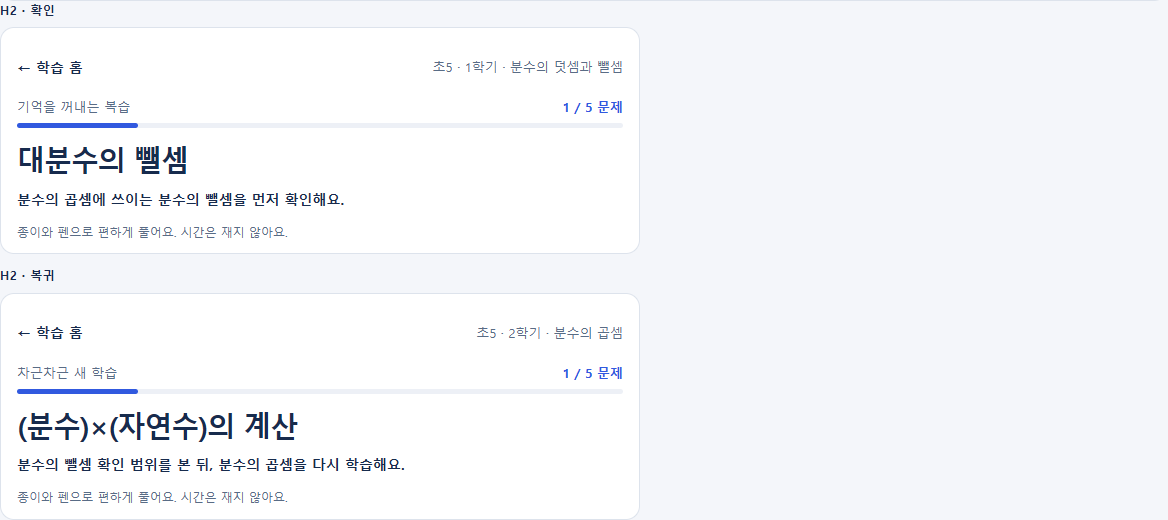 H2 · 확인
← 학습 홈
초5 · 1학기 · 분수의 덧셈과 뺄셈
기억을 꺼내는 복습
1 / 5 문제
대분수의 뺄셈
분수의 곱셈에 쓰이는 분수의 뺄셈을 먼저 확인해요.
종이와 펜으로 편하게 풀어요. 시간은 재지 않아요.
H2 · 복귀
← 학습 홈
초5 · 2학기 · 분수의 곱셈
차근차근 새 학습
1 / 5 문제
(분수)×(자연수)의 계산
분수의 뺄셈 확인 범위를 본 뒤, 분수의 곱셈을 다시 학습해요.
종이와 펜으로 편하게 풀어요. 시간은 재지 않아요.